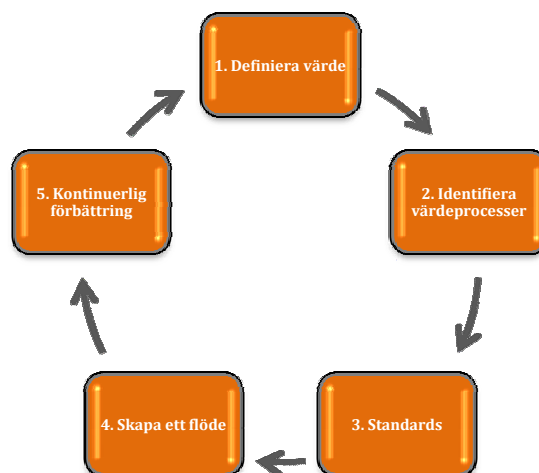 1. Definiera värde
2. Identifiera
värdeprocesser
3. Standards
4. Skapa ett flöde
5. Kontinuerlig
förbättring